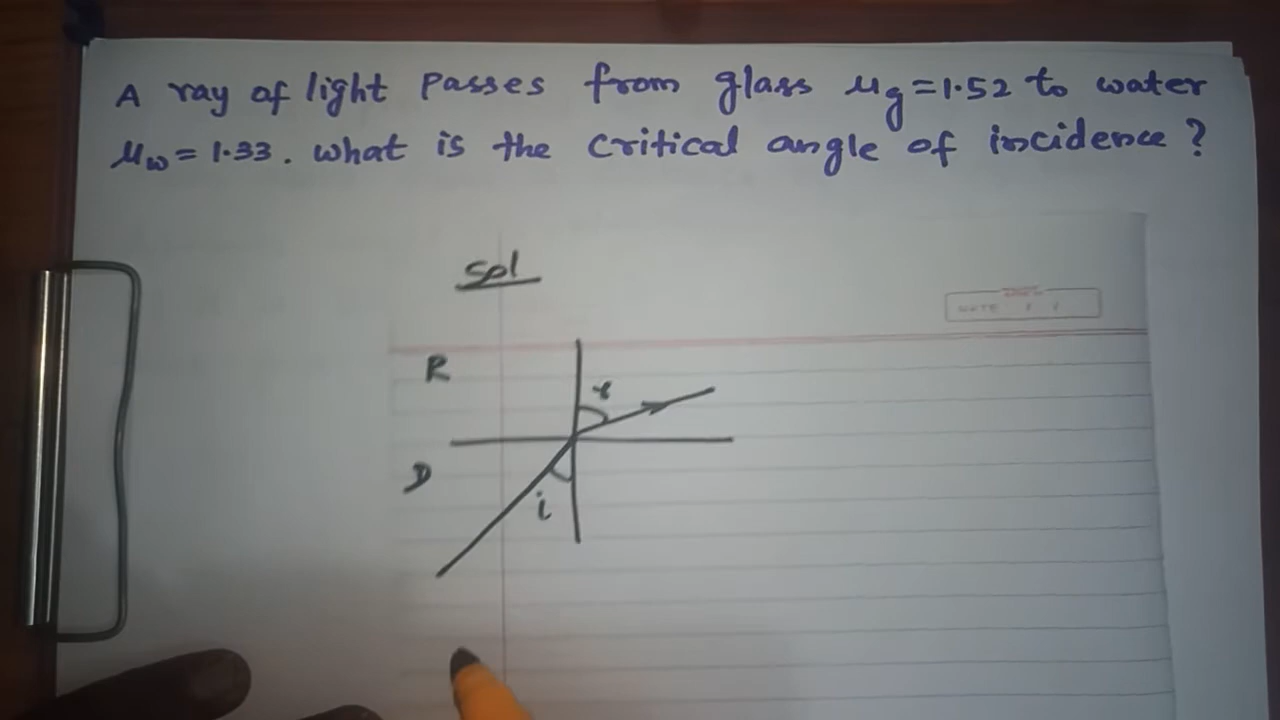 A ray of light Passes from glass μg = 1.52 to water
μw = 1.33. what is the critical angle of incidence ?
Sol
R
r
D
i